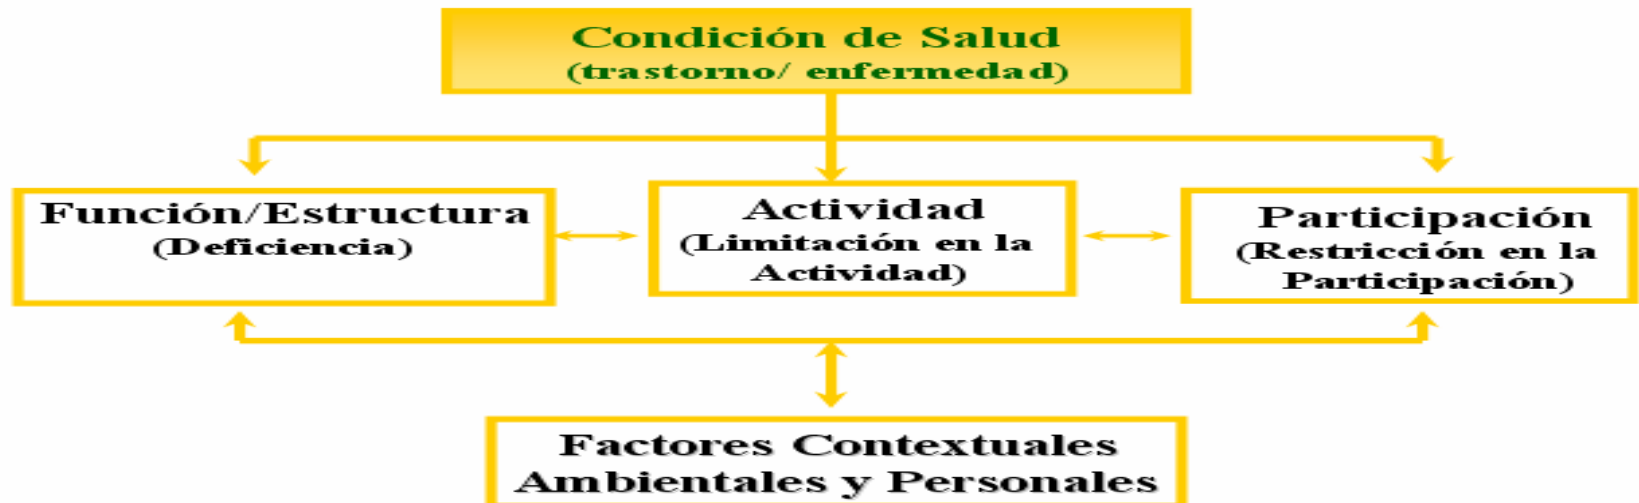 Condición de Salud
(trastorno/ enfermedad)
Función/Estructura
(Deficiencia)
Actividad
(Limitación en la
Actividad)
Participación
(Restricción en la
Participación)
Factores Contextuales
Ambientales y Personales